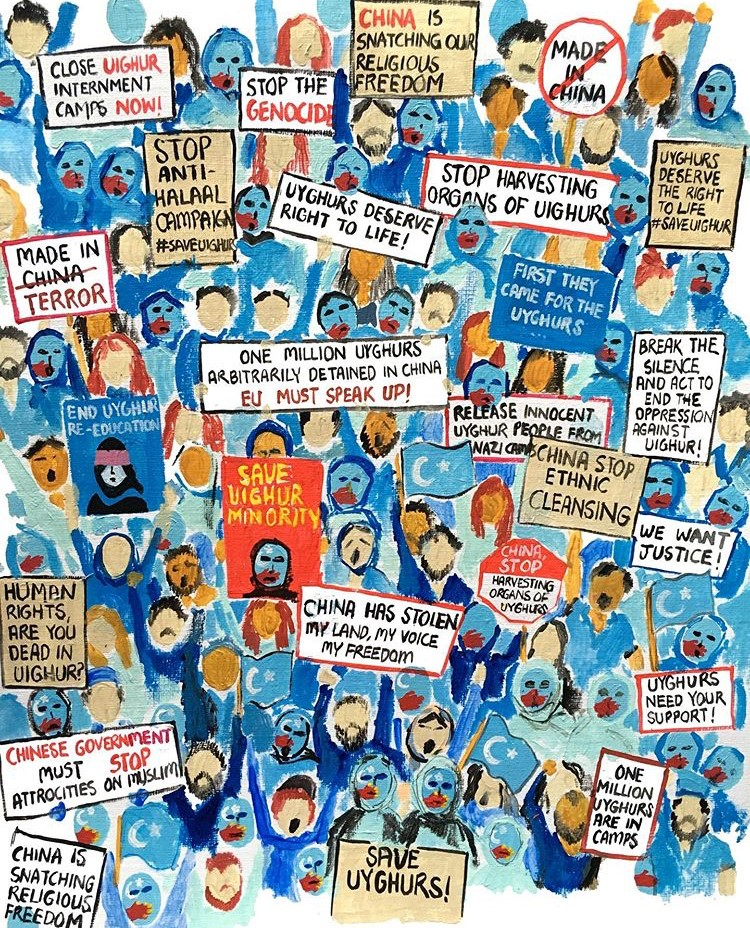 CLOSE UIGHUR
INTERNMENT
CAMPS NOW!
STOP THE
GENOCIDE
CHINA IS
SNATCHING OUR
RELIGIOUS
FREEDOM
MADE
IN
CHINA
STOP
ANTI-
HALAAL
CAMPAIGN
#SAVEUIGHUR
UYGHURS DESERVE
RIGHT TO LIFE!
STOP HARVESTING
ORGANS OF UIGHURS
UYGHURS
DESERVE
THE RIGHT
TO LIFE
#SAVEUIGHUR
MADE IN
CHINA
TERROR
FIRST THEY
CAME FOR THE
UYGHURS
ONE MILLION UYGHURS
ARBITRARILY DETAINED IN CHINA
EU MUST SPEAK UP!
BREAK THE
SILENCE
AND ACT TO
END THE
OPPRESSION
AGAINST
UIGHUR!
END UYGHUR
RE-EDUCATION
RELEASE INNOCENT
UYGHUR PEOPLE FROM
NAZI CAMPS
CHINA STOP
ETHNIC
CLEANSING
SAVE
UIGHUR
MINORITY
WE WANT
JUSTICE!
CHINA,
STOP
HARVESTING
ORGANS OF
UYGHURS
HUMAN
RIGHTS,
ARE YOU
DEAD IN
UIGHUR?
CHINA HAS STOLEN
MY LAND, MY VOICE
MY FREEDOM
UYGHURS
NEED YOUR
SUPPORT!
CHINESE GOVERNMENT
MUST STOP
ATTROCITIES ON MUSLIM
ONE
MILLION
UYGHURS
ARE IN
CAMPS
CHINA IS
SNATCHING
RELIGIOUS
FREEDOM
SAVE
UYGHURS!